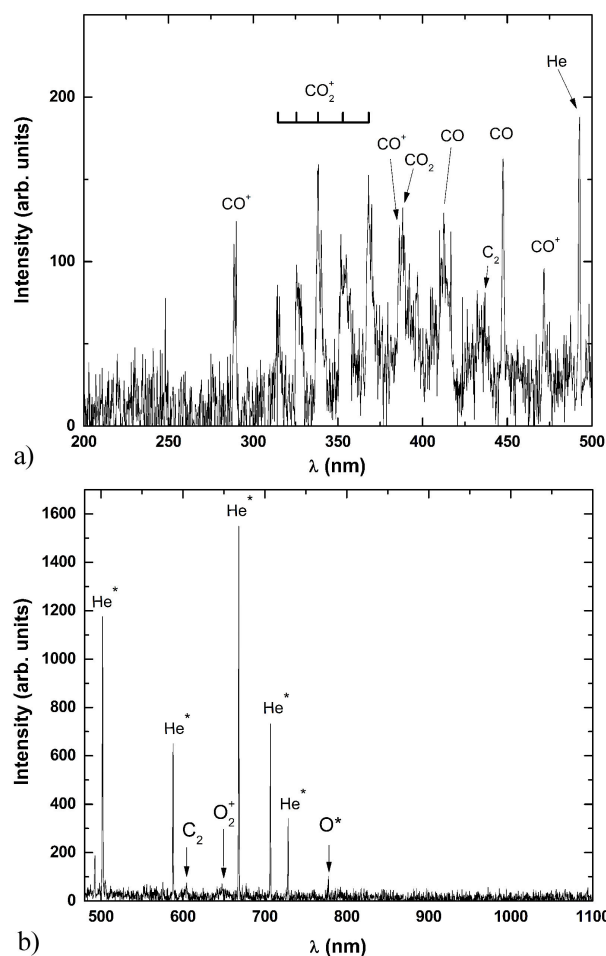 He
CO₂⁺
CO⁺
CO₂
CO
CO
CO⁺
C₂
CO⁺
Intensity (arb. units)
200
100
0
200 250 300 350 400 450 500
λ (nm)
a)
He*
He*
He*
He*
He*
C₂
O₂⁺
O*
Intensity (arb. units)
1600
1400
1200
1000
800
600
400
200
0
500 600 700 800 900 1000 1100
λ (nm)
b)